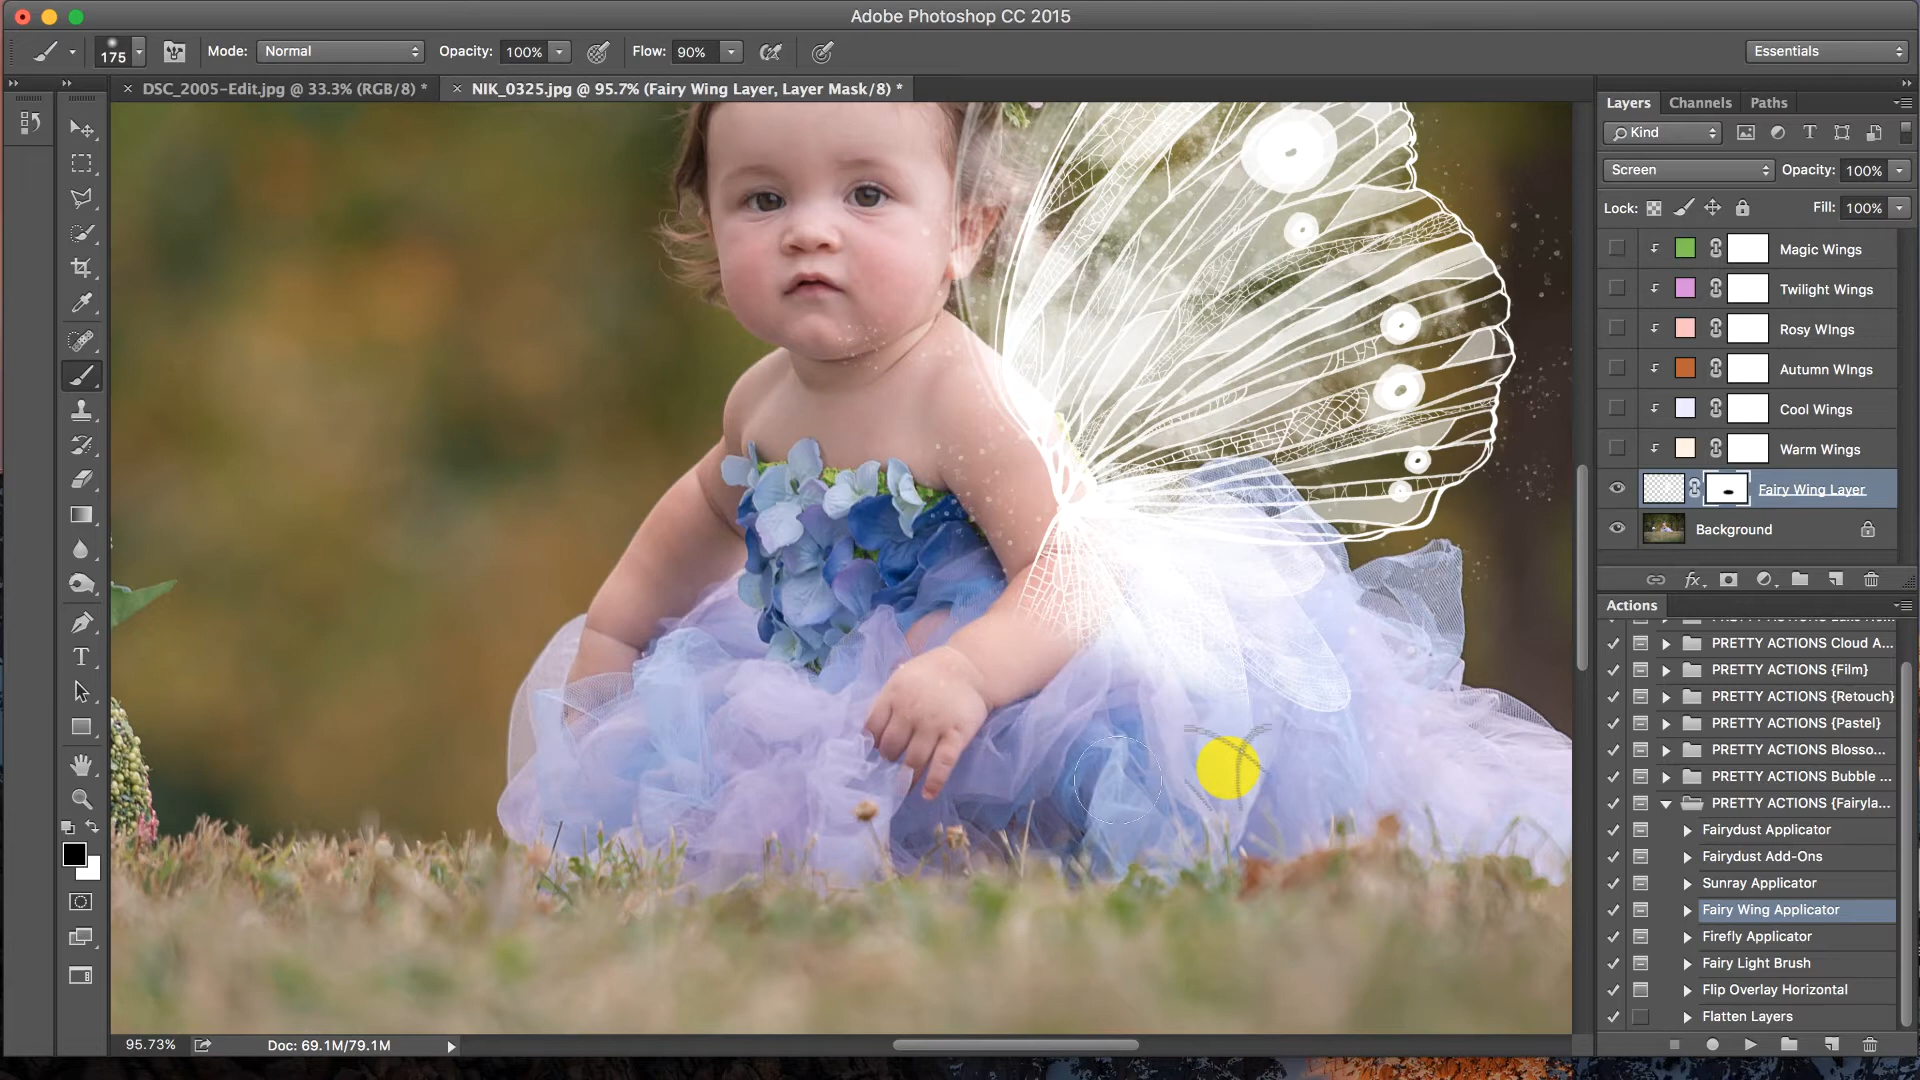 Adobe Photoshop CC 2015
175 Mode: Normal Opacity: 100% Flow: 90% Essentials
DSC_2005-Edit.jpg @ 33.3% (RGB/8) * NIK_0325.jpg @ 95.7% (Fairy Wing Layer, Layer Mask/8) *
Layers Channels Paths
Kind
Screen Opacity: 100%
Lock: Fill: 100%
Magic Wings
Twilight Wings
Rosy WIngs
Autumn WIngs
Cool Wings
Warm Wings
Fairy Wing Layer
Background
fx
Actions
PRETTY ACTIONS Cloud A...
PRETTY ACTIONS {Film}
PRETTY ACTIONS {Retouch}
PRETTY ACTIONS {Pastel}
PRETTY ACTIONS Blosso...
PRETTY ACTIONS Bubble ...
PRETTY ACTIONS {Fairyla...
Fairydust Applicator
Fairydust Add-Ons
Sunray Applicator
Fairy Wing Applicator
Firefly Applicator
Fairy Light Brush
Flip Overlay Horizontal
Flatten Layers
95.73% Doc: 69.1M/79.1M